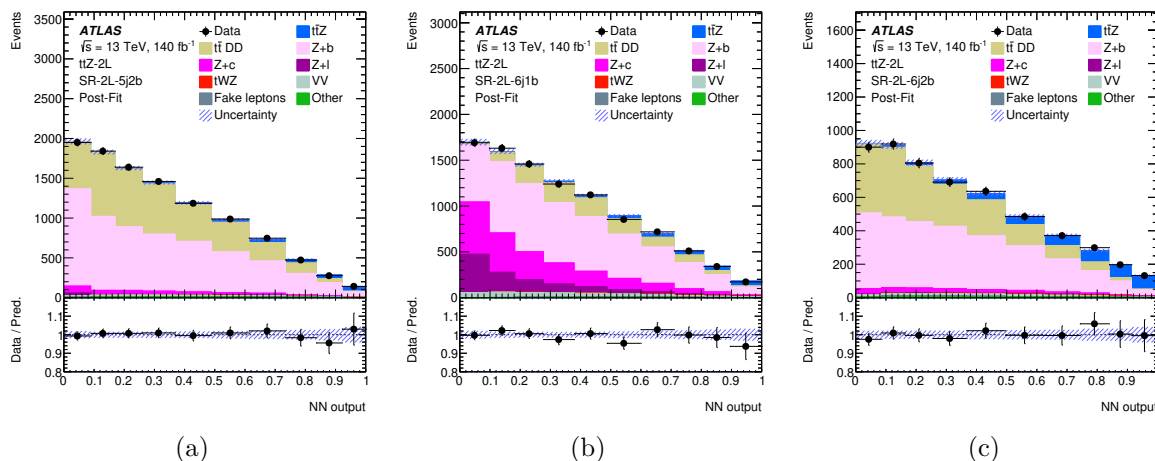 Events
3500
3000
2500
2000
1500
1000
500
0
ATLAS
√s = 13 TeV, 140 fb⁻¹
ttZ-2L
SR-2L-5j2b
Post-Fit
Data
tt̄Z
tt̄ DD
Z+b
Z+c
Z+l
tWZ
VV
Fake leptons
Other
Uncertainty
Data / Pred.
1.1
1
0.9
0.8
0 0.1 0.2 0.3 0.4 0.5 0.6 0.7 0.8 0.9 1
NN output
(a)
Events
3000
2500
2000
1500
1000
500
0
ATLAS
√s = 13 TeV, 140 fb⁻¹
ttZ-2L
SR-2L-6j1b
Post-Fit
Data
tt̄Z
tt̄ DD
Z+b
Z+c
Z+l
tWZ
VV
Fake leptons
Other
Uncertainty
Data / Pred.
1.1
1
0.9
0.8
0 0.1 0.2 0.3 0.4 0.5 0.6 0.7 0.8 0.9 1
NN output
(b)
Events
1600
1400
1200
1000
800
600
400
200
0
ATLAS
√s = 13 TeV, 140 fb⁻¹
ttZ-2L
SR-2L-6j2b
Post-Fit
Data
tt̄Z
tt̄ DD
Z+b
Z+c
Z+l
tWZ
VV
Fake leptons
Other
Uncertainty
Data / Pred.
1.1
1
0.9
0.8
0 0.1 0.2 0.3 0.4 0.5 0.6 0.7 0.8 0.9
NN output
(c)